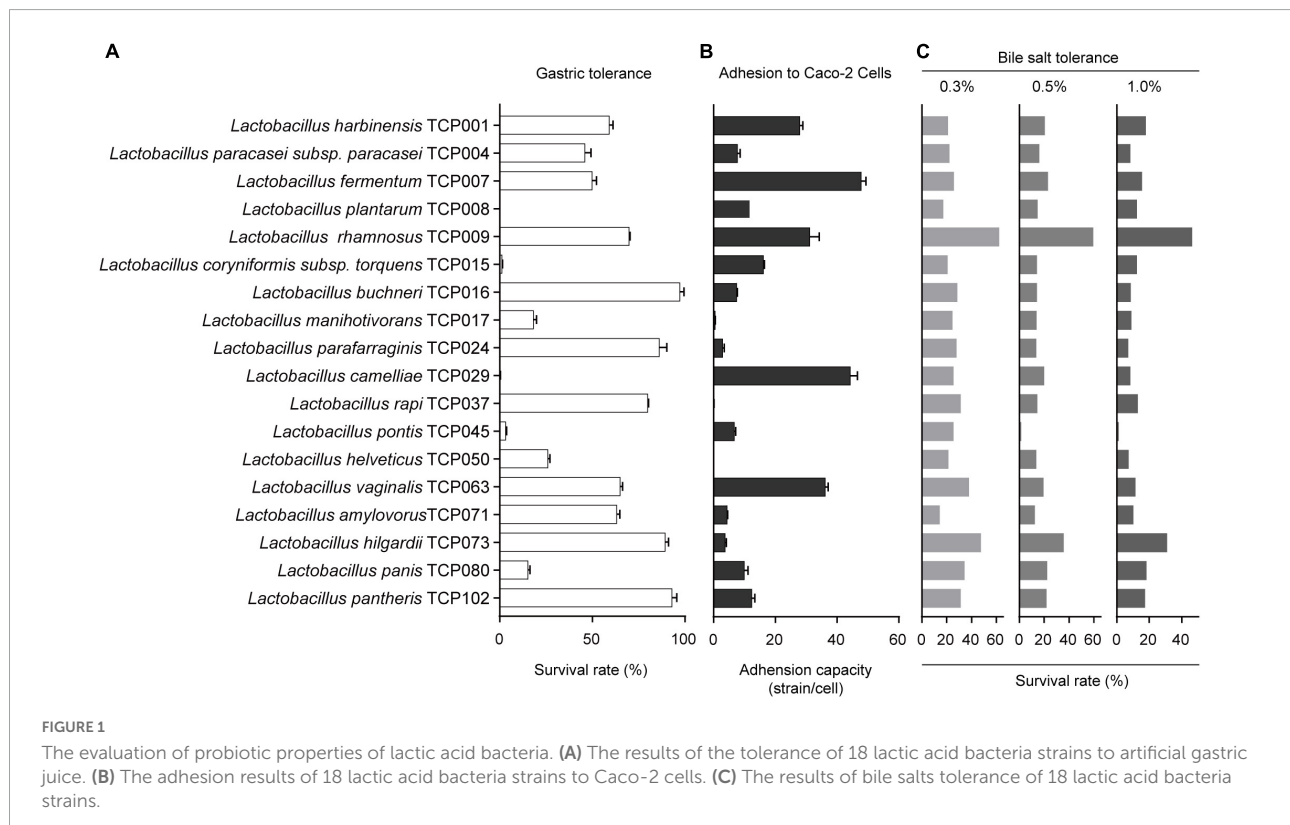 A
B
C
Bile salt tolerance
Gastric tolerance
Adhesion to Caco-2 Cells
0.3%
0.5%
1.0%
Lactobacillus harbinensis TCP001
Lactobacillus paracasei subsp. paracasei TCP004
Lactobacillus fermentum TCP007
Lactobacillus plantarum TCP008
Lactobacillus rhamnosus TCP009
Lactobacillus coryniformis subsp. torquens TCP015
Lactobacillus buchneri TCP016
Lactobacillus manihotivorans TCP017
Lactobacillus parafarraginis TCP024
Lactobacillus camelliae TCP029
Lactobacillus rapi TCP037
Lactobacillus pontis TCP045
Lactobacillus helveticus TCP050
Lactobacillus vaginalis TCP063
Lactobacillus amylovorusTCP071
Lactobacillus hilgardii TCP073
Lactobacillus panis TCP080
Lactobacillus pantheris TCP102
0 50 100
0 20 40 60
0 20 40 60
0 20 40 60
0 20 40
Survival rate (%)
Adhension capacity
(strain/cell)
Survival rate (%)
FIGURE 1
The evaluation of probiotic properties of lactic acid bacteria. (A) The results of the tolerance of 18 lactic acid bacteria strains to artificial gastric
juice. (B) The adhesion results of 18 lactic acid bacteria strains to Caco-2 cells. (C) The results of bile salts tolerance of 18 lactic acid bacteria
strains.